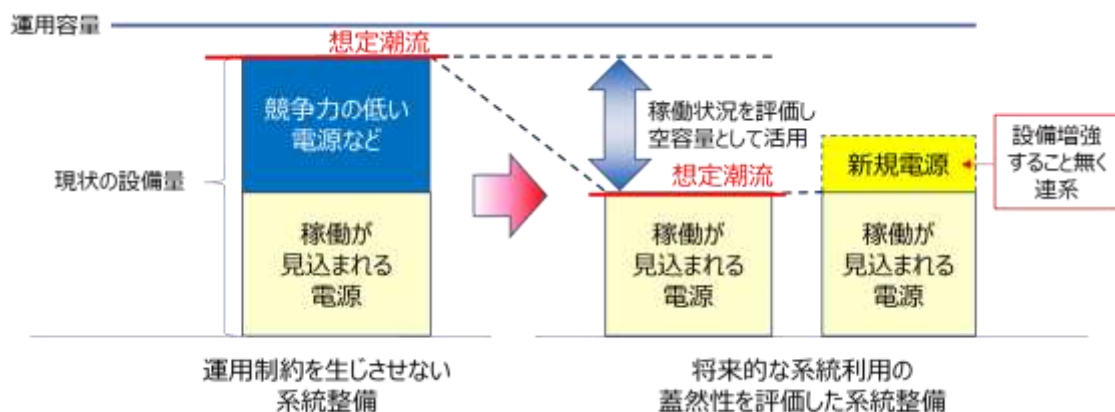 運用容量
想定潮流
競争力の低い
電源など
現状の設備量
稼働が
見込まれる
電源
運用制約を生じさせない
系統整備
稼働状況を評価し
空容量として活用
想定潮流
稼働が
見込まれる
電源
新規電源
稼働が
見込まれる
電源
設備増強
すること無く
連系
将来的な系統利用の
蓋然性を評価した系統整備